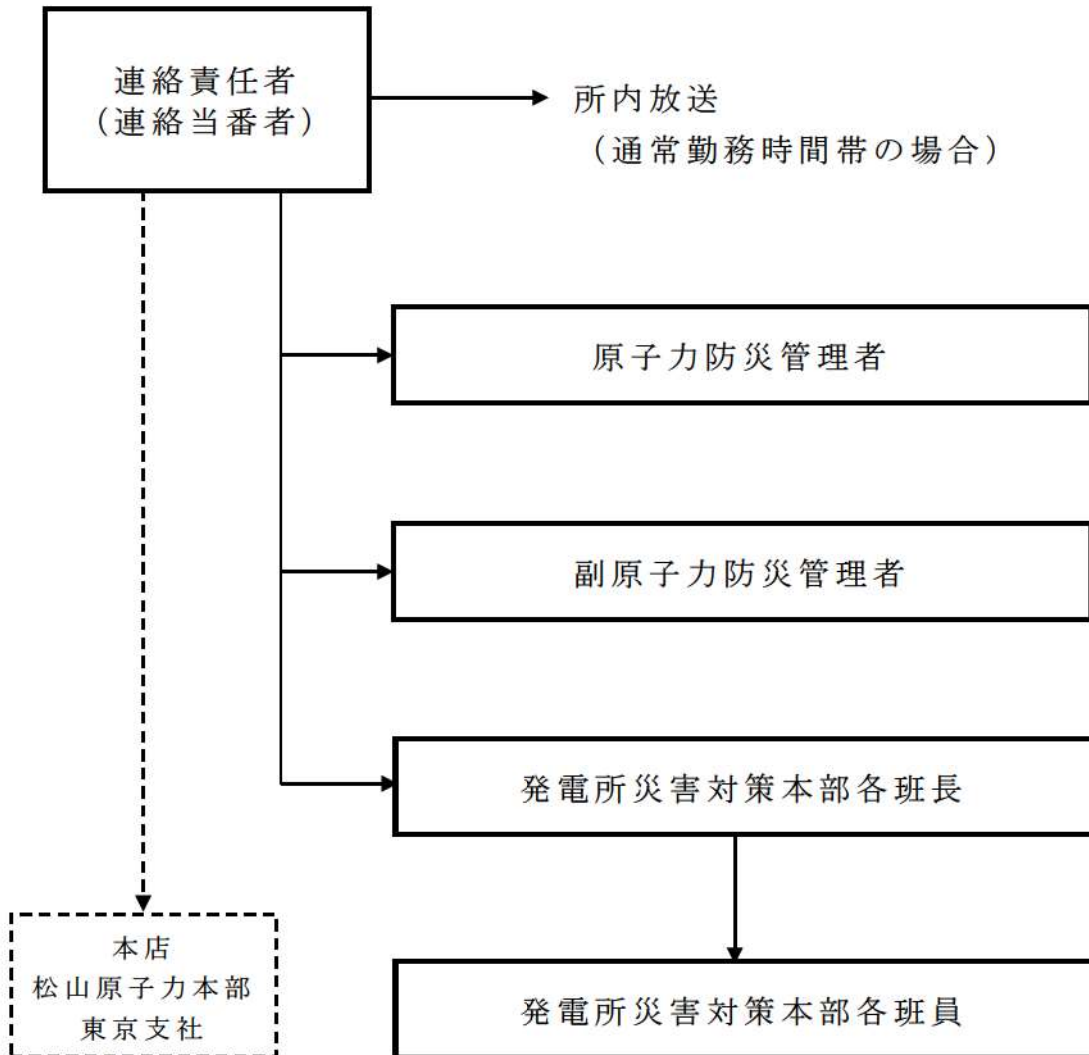 連絡責任者
（連絡当番者）
所内放送
（通常勤務時間帯の場合）
原子力防災管理者
副原子力防災管理者
発電所災害対策本部各班長
本店
松山原子力本部
東京支社
発電所災害対策本部各班員